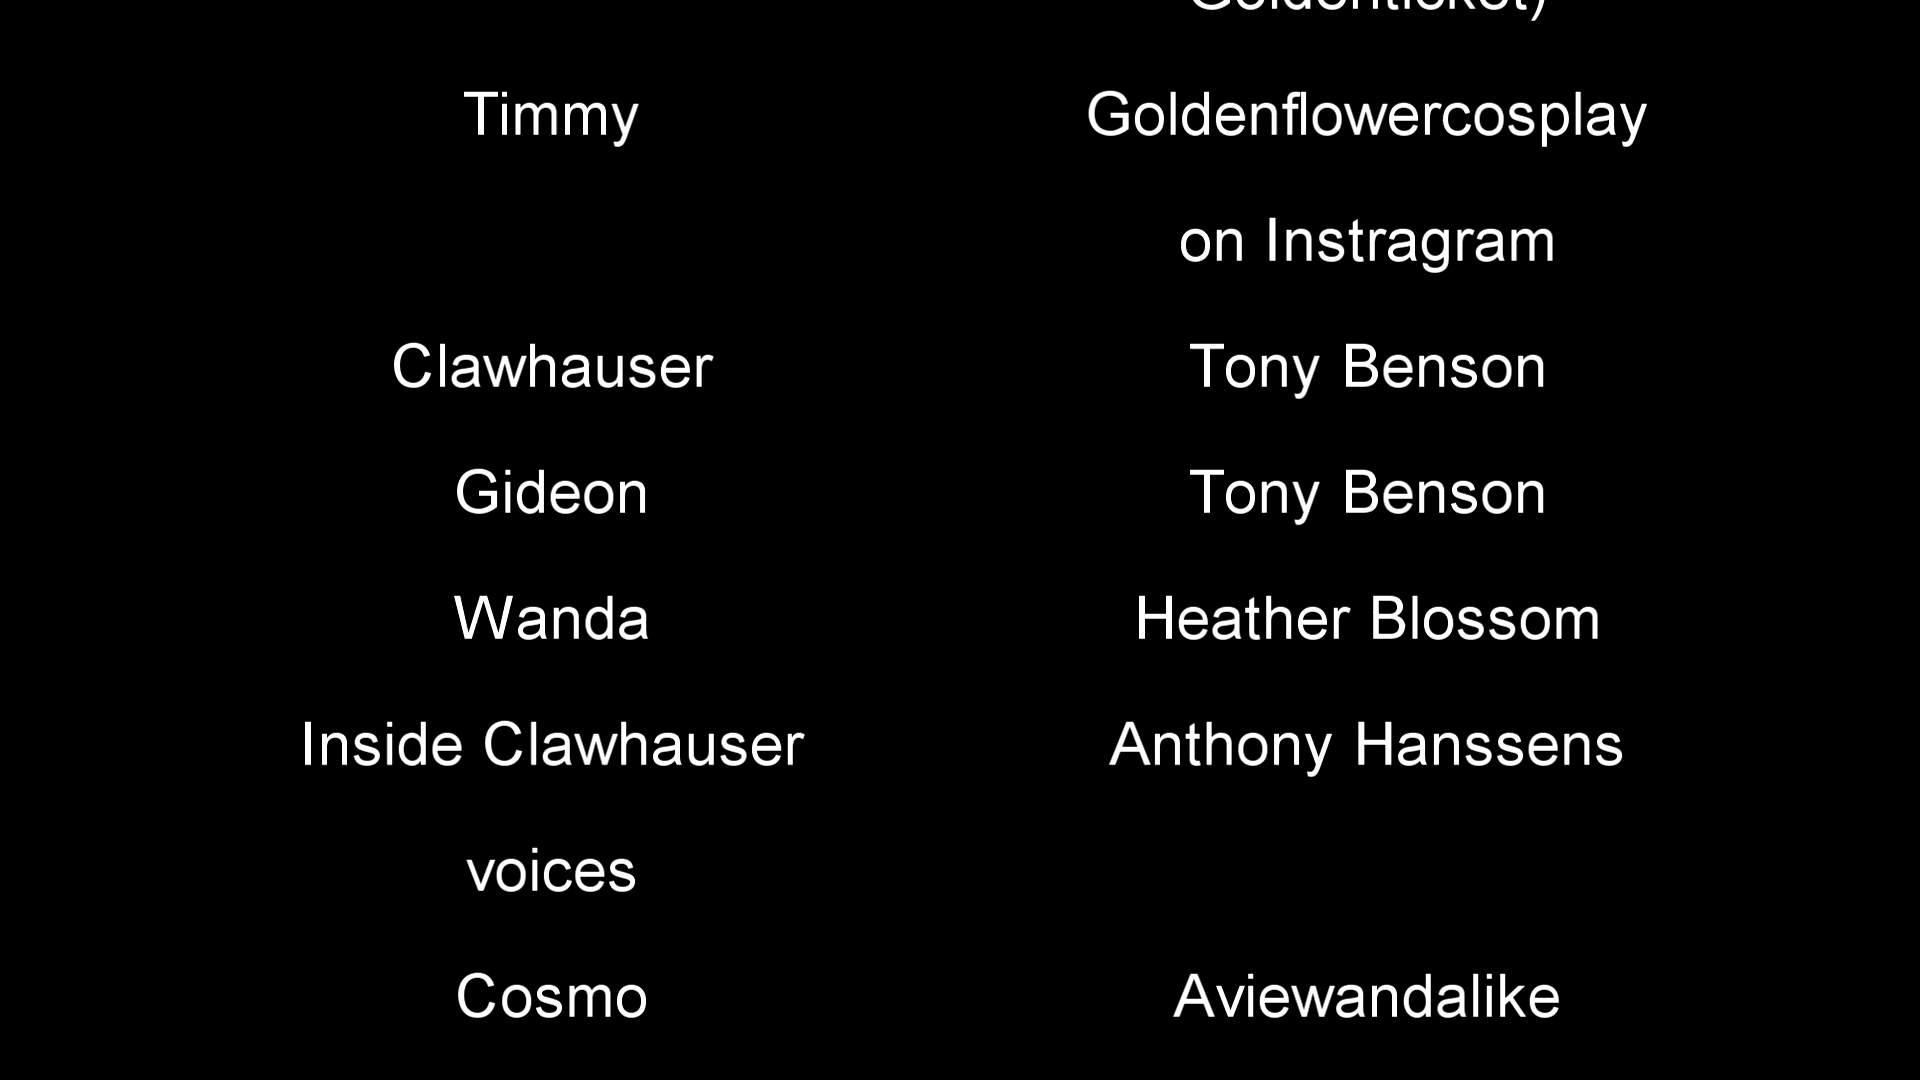 Goldenticket)
Timmy Goldenflowercosplay
on Instragram
Clawhauser Tony Benson
Gideon Tony Benson
Wanda Heather Blossom
Inside Clawhauser Anthony Hanssens
voices
Cosmo Aviewandalike